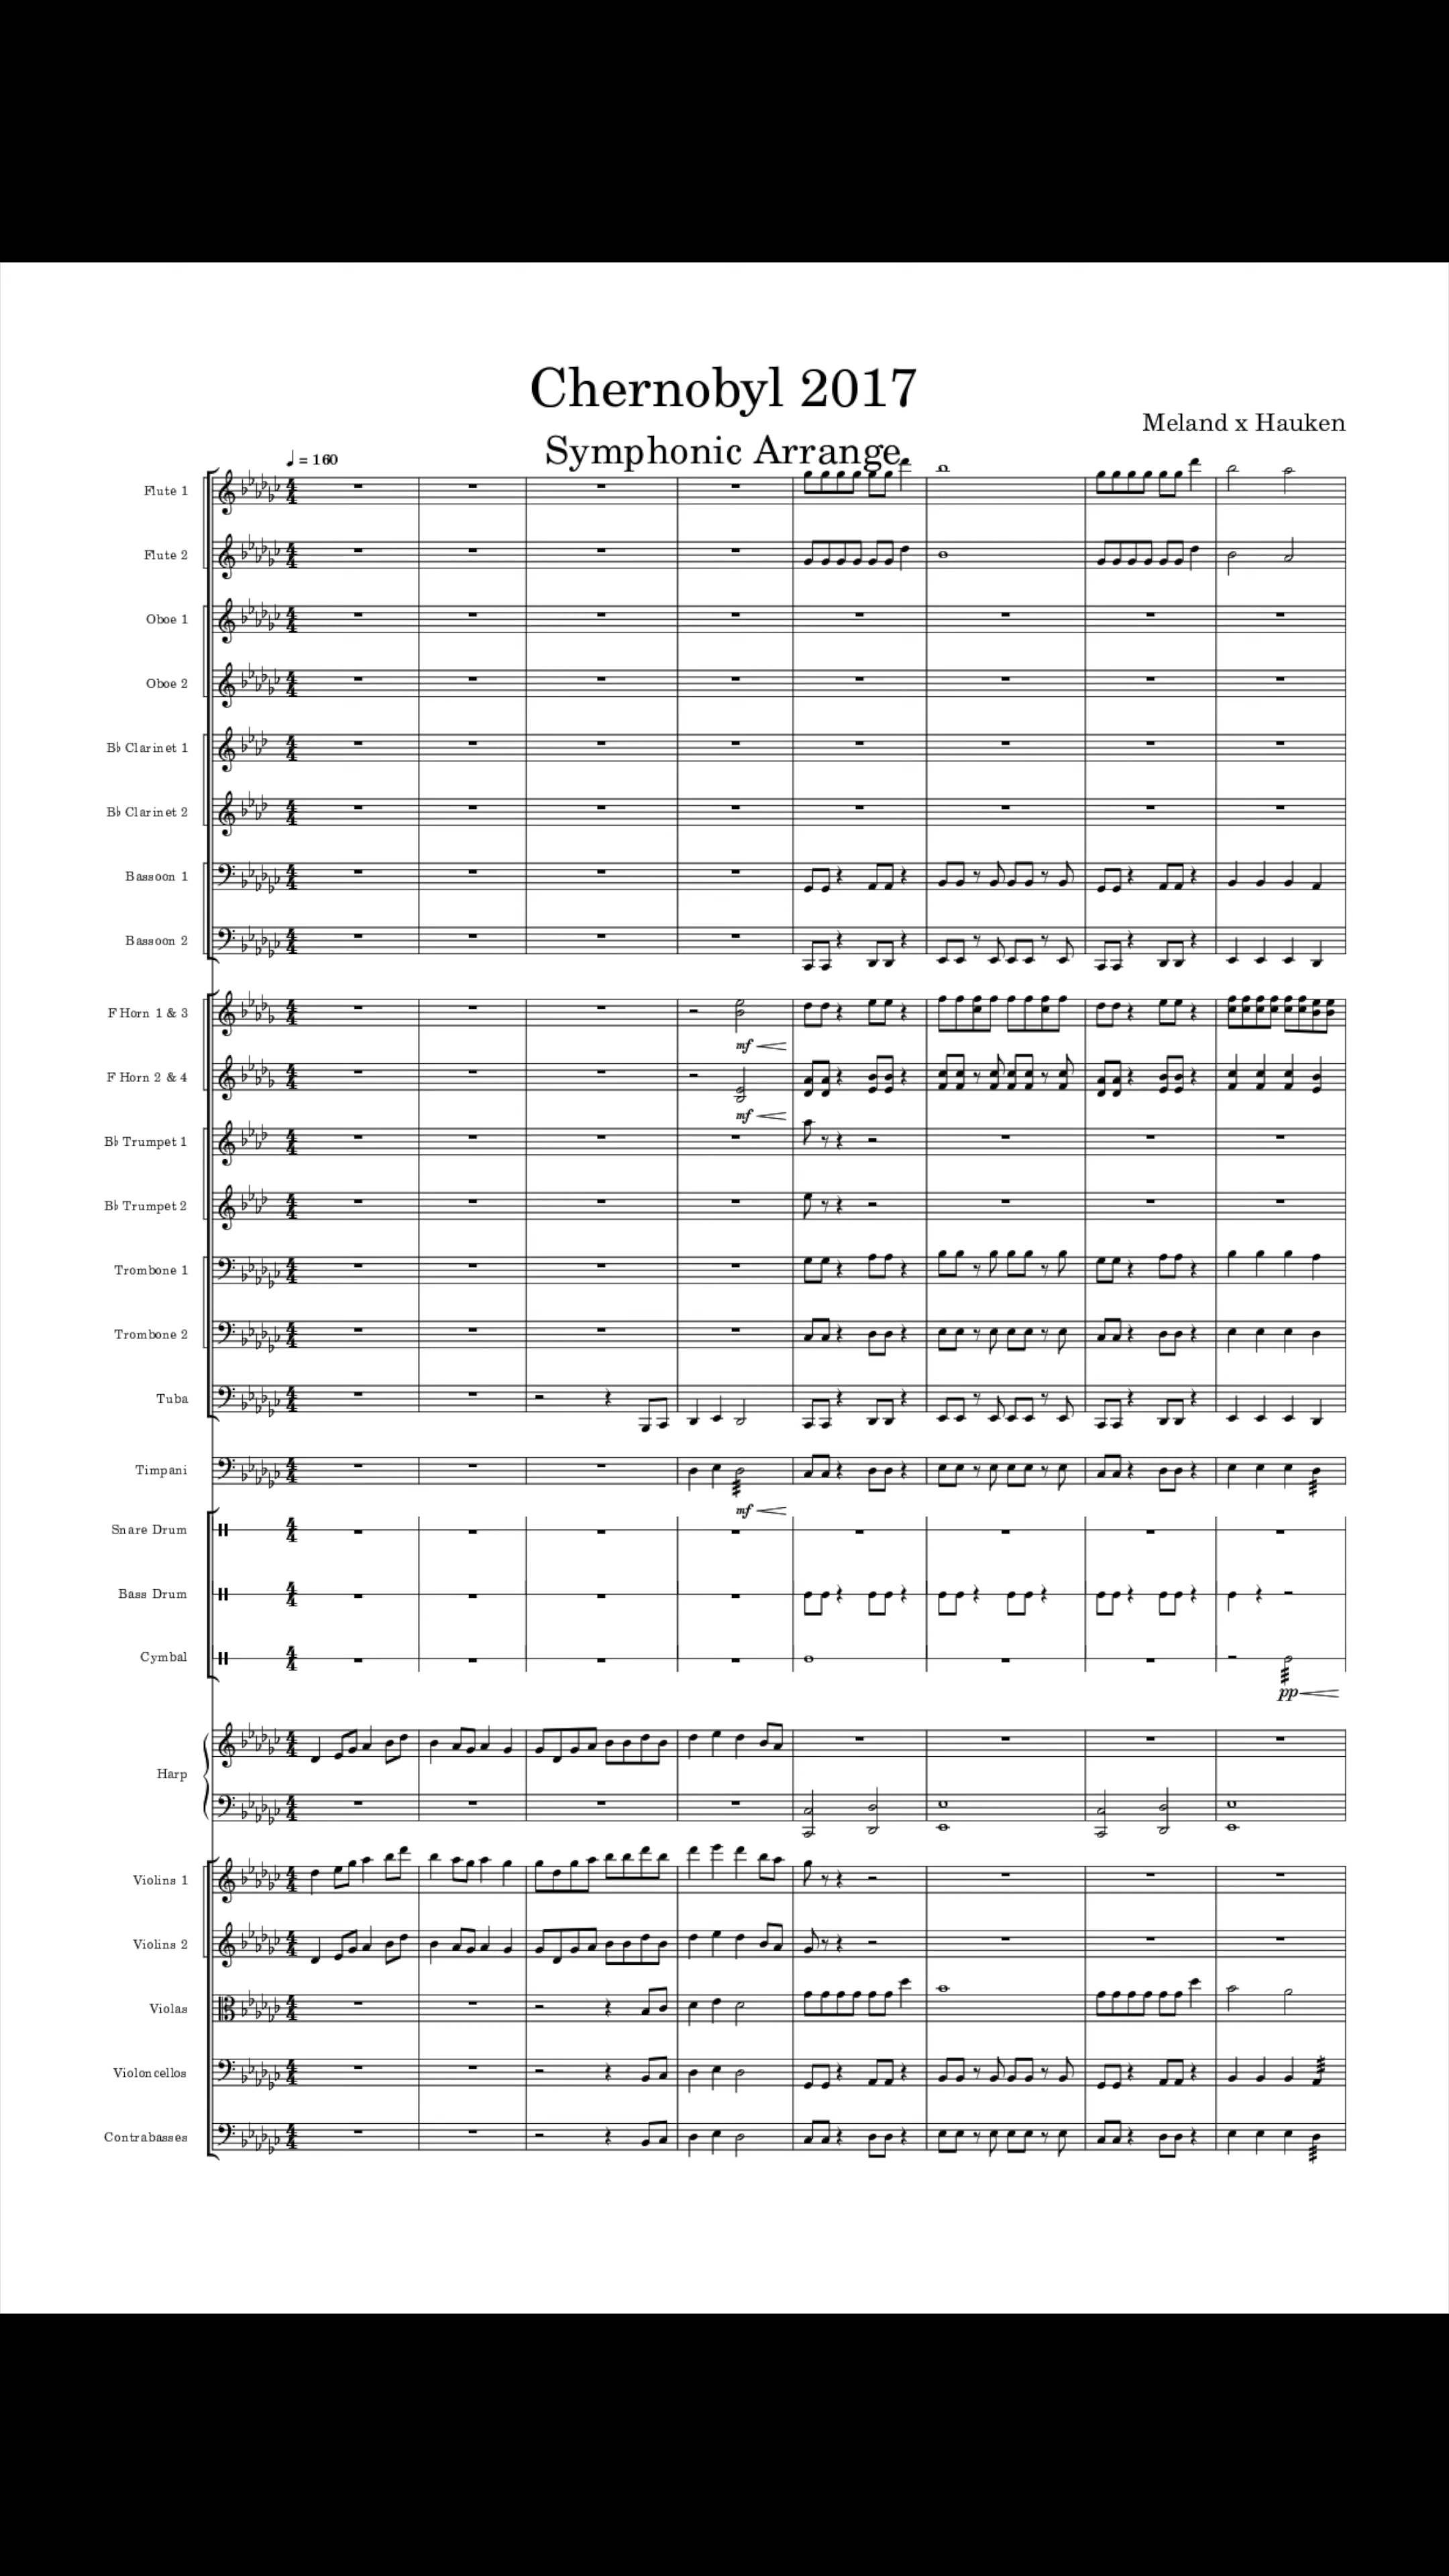 Chernobyl 2017
Meland x Hauken
Symphonic Arrange
♩ = 160
Flute 1
Flute 2
Oboe 1
Oboe 2
B♭ Clarinet 1
B♭ Clarinet 2
Bassoon 1
Bassoon 2
F Horn 1 & 3
mf
F Horn 2 & 4
mf
B♭ Trumpet 1
B♭ Trumpet 2
Trombone 1
Trombone 2
Tuba
Timpani
mf
Snare Drum
Bass Drum
Cymbal
pp
Harp
Violins 1
Violins 2
Violas
Violoncellos
Contrabasses